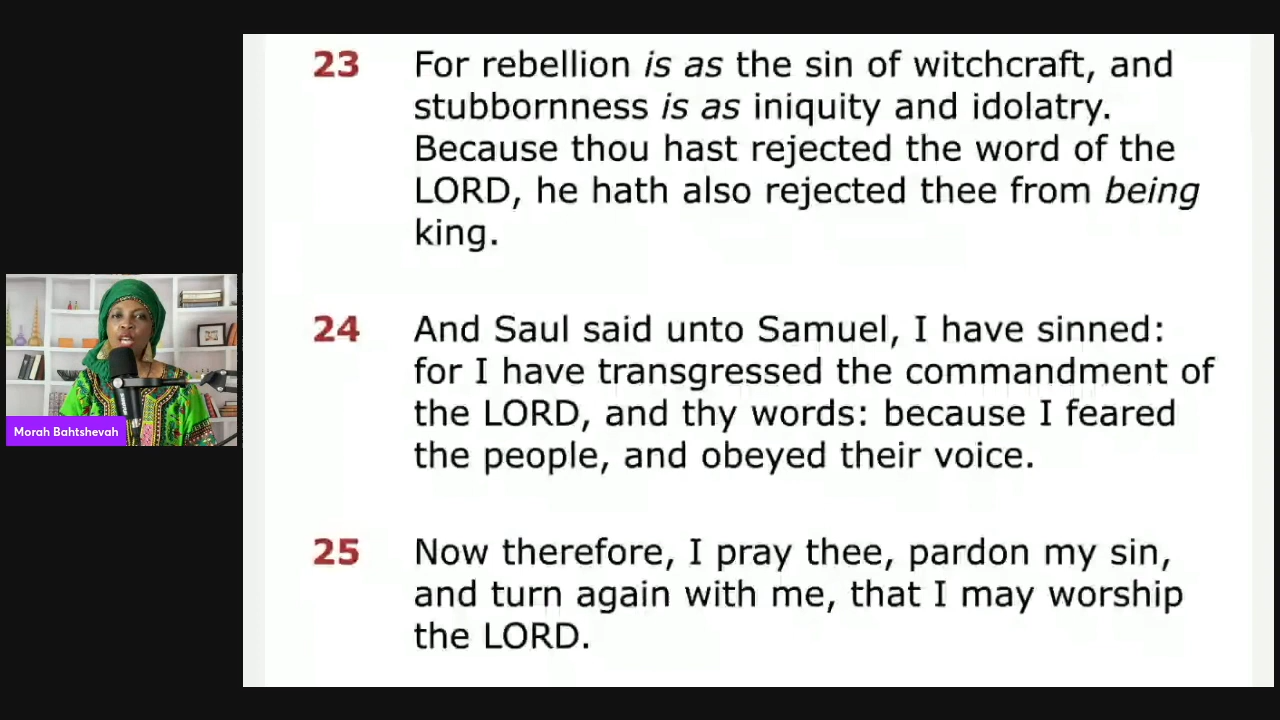 23 For rebellion is as the sin of witchcraft, and
stubbornness is as iniquity and idolatry.
Because thou hast rejected the word of the
LORD, he hath also rejected thee from being
king.
24 And Saul said unto Samuel, I have sinned:
for I have transgressed the commandment of
the LORD, and thy words: because I feared
the people, and obeyed their voice.
25 Now therefore, I pray thee, pardon my sin,
and turn again with me, that I may worship
the LORD.
Morah Bahtshevah